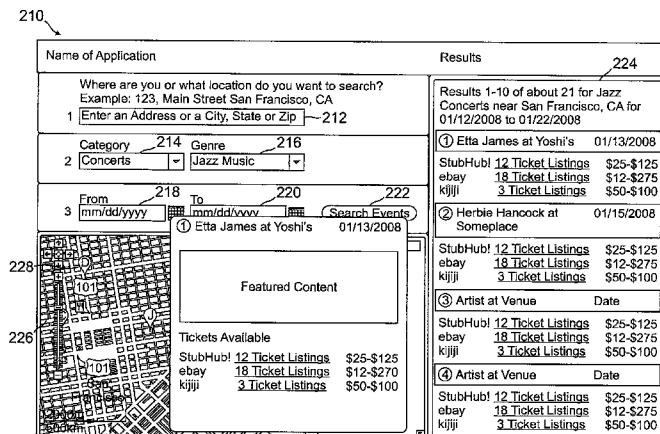 210
Name of Application
Results
224
Where are you or what location do you want to search?
Example: 123, Main Street San Francisco, CA
1 Enter an Address or a City, State or Zip 212
Category 214 Genre 216
2 Concerts Jazz Music
From 218 To 220 222
3 mm/dd/yyyy mm/dd/yyyy Search Events
1 Etta James at Yoshi's 01/13/2008
Featured Content
Tickets Available
StubHub! 12 Ticket Listings $25-$125
ebay 18 Ticket Listings $12-$270
kijiji 3 Ticket Listings $50-$100
228
101
J
226
101
San
Francisco
Results 1-10 of about 21 for Jazz
Concerts near San Francisco, CA for
01/12/2008 to 01/22/2008
1 Etta James at Yoshi's 01/13/2008
StubHub! 12 Ticket Listings $25-$125
ebay 18 Ticket Listings $12-$275
kijiji 3 Ticket Listings $50-$100
2 Herbie Hancock at 01/15/2008
Someplace
StubHub! 12 Ticket Listings $25-$125
ebay 18 Ticket Listings $12-$275
kijiji 3 Ticket Listings $50-$100
3 Artist at Venue Date
StubHub! 12 Ticket Listings $25-$125
ebay 18 Ticket Listings $12-$275
kijiji 3 Ticket Listings $50-$100
4 Artist at Venue Date
StubHub! 12 Ticket Listings $25-$125
ebay 18 Ticket Listings $12-$275
kijiji 3 Ticket Listings $50-$100